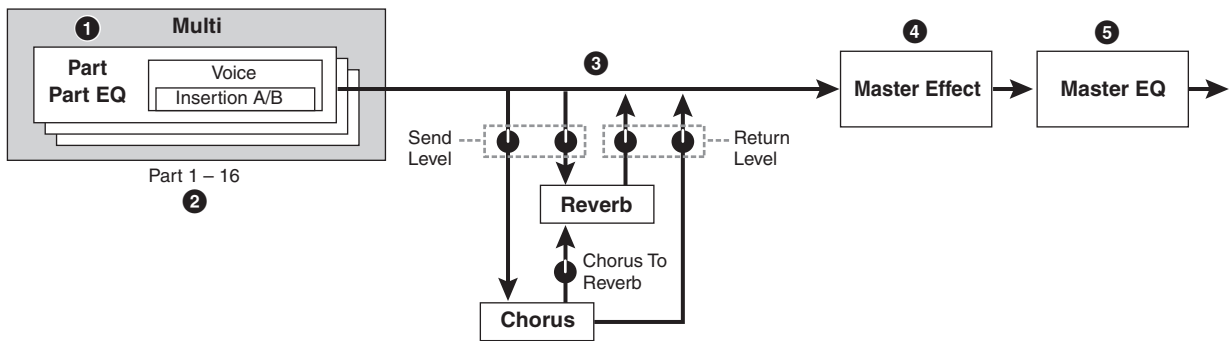 1
Multi
Part
Part EQ
Voice
Insertion A/B
Part 1 – 16
2
3
Send
Level
Return
Level
Reverb
Chorus To
Reverb
Chorus
4
Master Effect
5
Master EQ